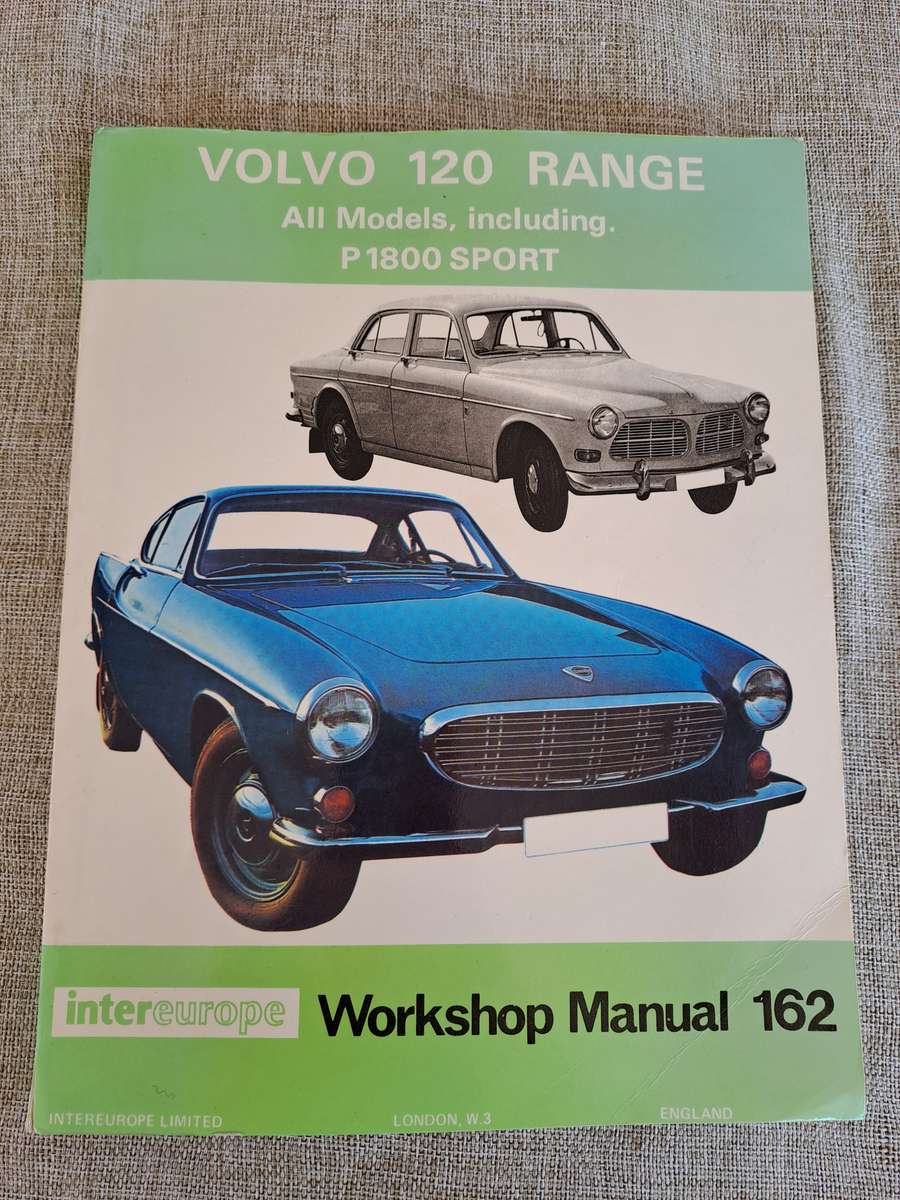 VOLVO 120 RANGE
All Models, including.
P1800 SPORT
intereurope Workshop Manual 162
INTEREUROPE LIMITED LONDON, W.3 ENGLAND